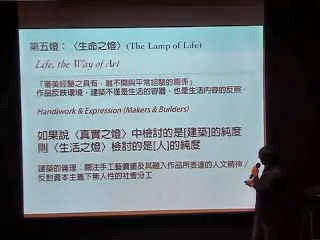 第五燈：〈生命之燈〉(The Lamp of Life)
Life, the Way of Art
「審美經驗之具有，離不開與平常經驗的關係」
作品反映環境，建築不僅是生活的容器，也是生活內容的反照。
Handiwork & Expression (Makers & Builders)
如果說〈真實之燈〉中檢討的是[建築]的純度
則〈生活之燈〉檢討的是[人]的純度
建築的倫理：關注手工藝價值及其融入作品所表達的人文精神 /
反對資本主義下無人性的社會分工